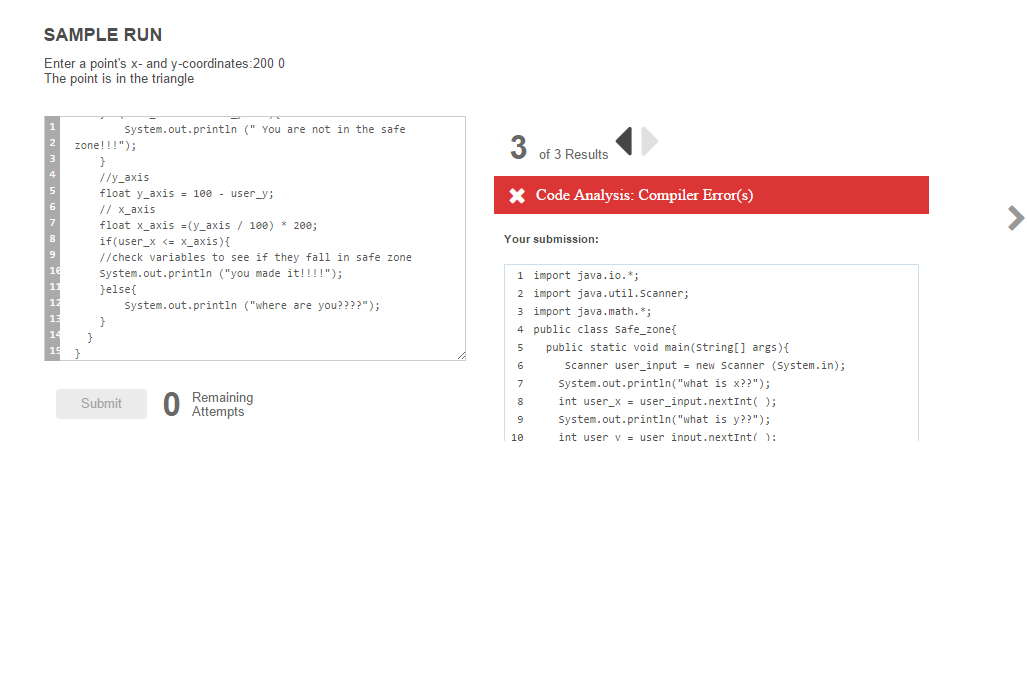 SAMPLE RUN
Enter a point's x- and y-coordinates:200 0
The point is in the triangle
1
2
3
4
5
6
7
8
9
10
11
12
13
14
15
System.out.println (" You are not in the safe
zone!!!");
}
//y_axis
float y_axis = 100 - user_y;
// x_axis
float x_axis =(y_axis / 100) * 200;
if(user_x <= x_axis){
//check variables to see if they fall in safe zone
System.out.println ("you made it!!!!");
}else{
System.out.println ("where are you????");
}
}
}
Submit
0 Remaining
Attempts
3 of 3 Results
Code Analysis: Compiler Error(s)
Your submission:
1 import java.io.*;
2 import java.util.Scanner;
3 import java.math.*;
4 public class Safe_zone{
5 public static void main(String[] args){
6 Scanner user_input = new Scanner (System.in);
7 System.out.println("what is x??");
8 int user_x = user_input.nextInt( );
9 System.out.println("what is y??");
10 int user_y = user_input.nextInt( );